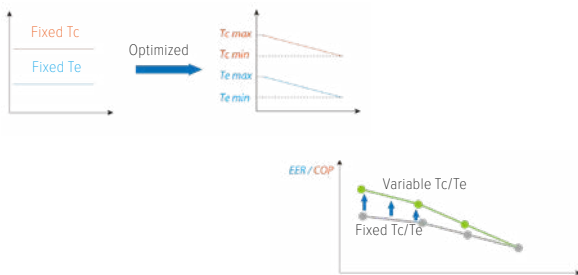 Fixed Tc
Fixed Te
Optimized
Tc max
Tc min
Te max
Te min
EER / COP
Variable Tc/Te
Fixed Tc/Te